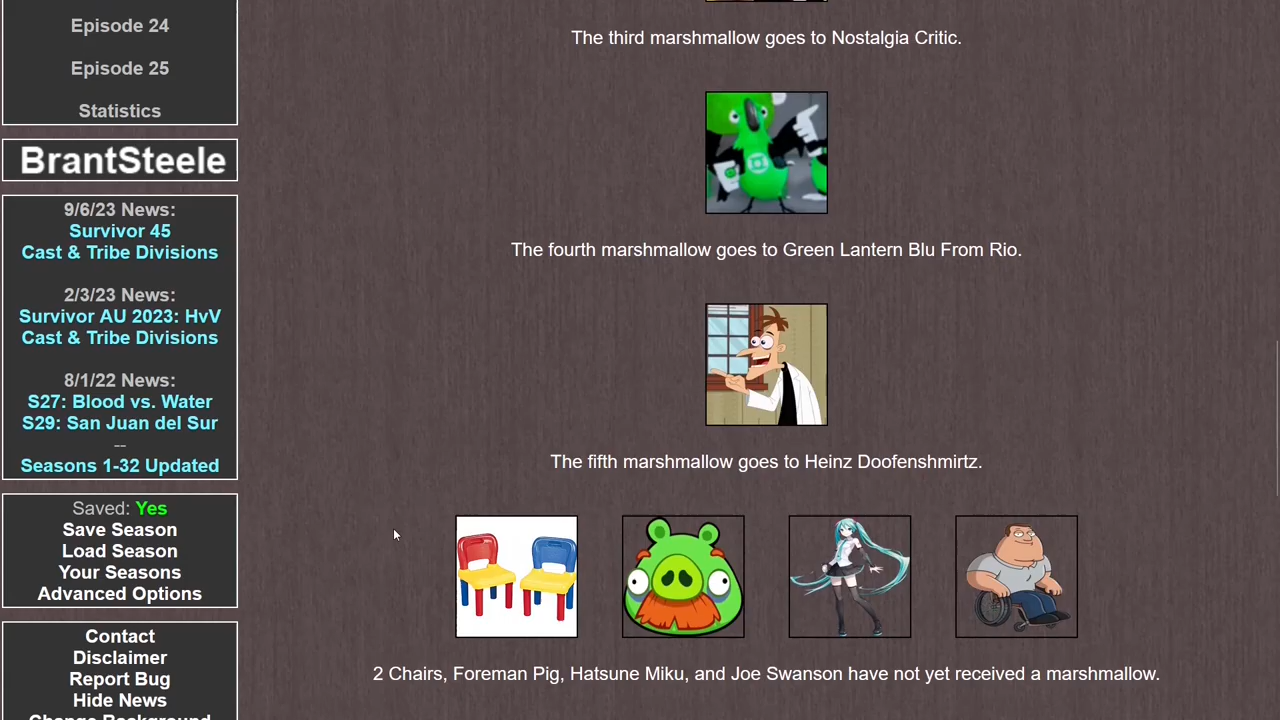 Episode 24
Episode 25
Statistics
BrantSteele
9/6/23 News:
Survivor 45
Cast & Tribe Divisions
2/3/23 News:
Survivor AU 2023: HvV
Cast & Tribe Divisions
8/1/22 News:
S27: Blood vs. Water
S29: San Juan del Sur
--
Seasons 1-32 Updated
Saved: Yes
Save Season
Load Season
Your Seasons
Advanced Options
Contact
Disclaimer
Report Bug
Hide News
Change Background
The third marshmallow goes to Nostalgia Critic.
The fourth marshmallow goes to Green Lantern Blu From Rio.
The fifth marshmallow goes to Heinz Doofenshmirtz.
2 Chairs, Foreman Pig, Hatsune Miku, and Joe Swanson have not yet received a marshmallow.